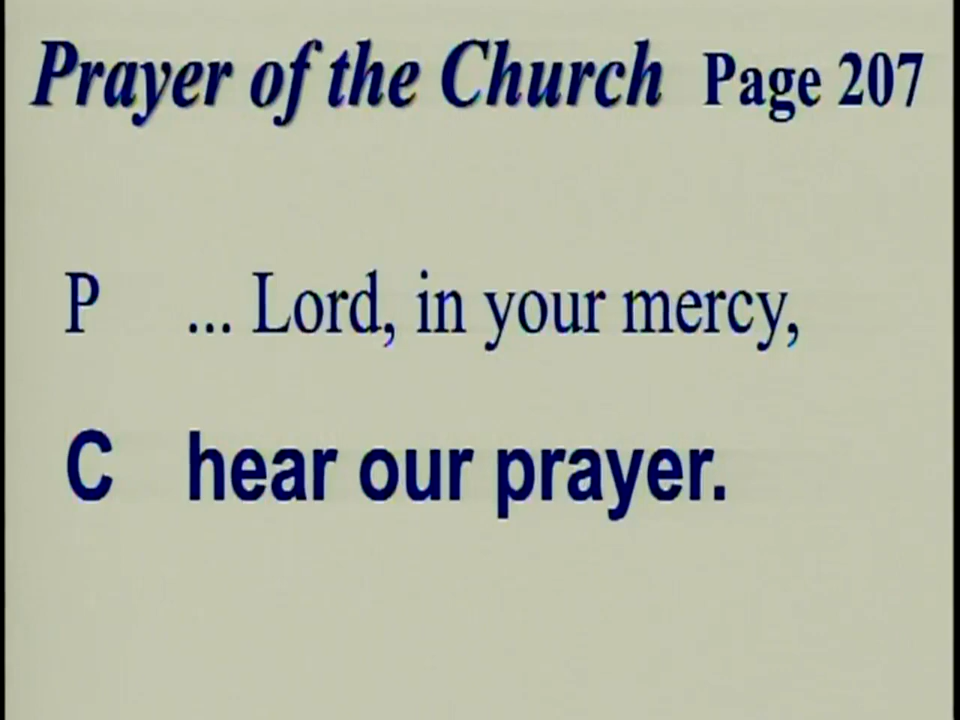 Prayer of the Church Page 207
P ... Lord, in your mercy,
C hear our prayer.